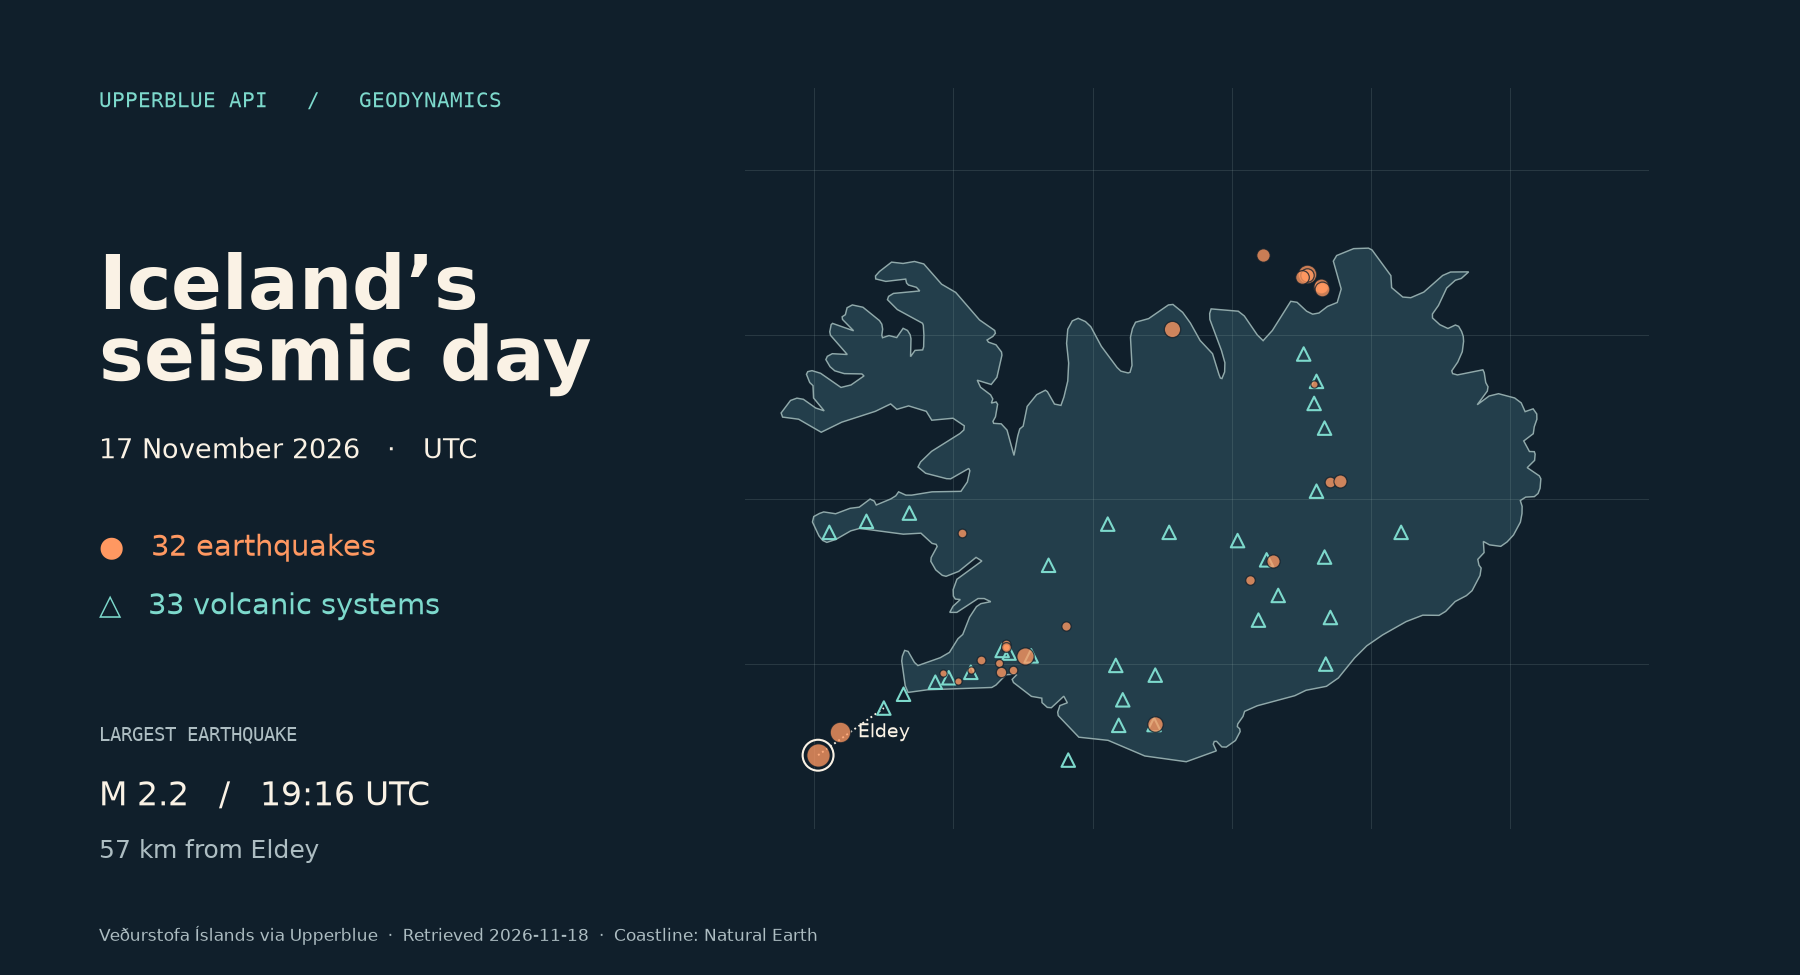 UPPERBLUE API / GEODYNAMICS
Iceland’s
seismic day
17 November 2026 · UTC
32 earthquakes
33 volcanic systems
Eldey
LARGEST EARTHQUAKE
M 2.2 / 19:16 UTC
57 km from Eldey
Veðurstofa Íslands via Upperblue · Retrieved 2026-11-18 · Coastline: Natural Earth